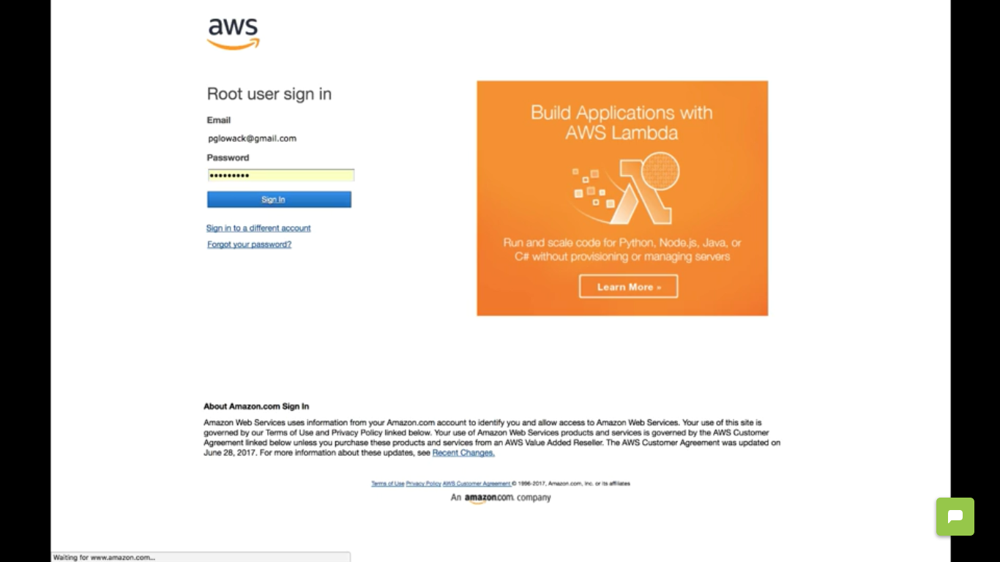 aws
Root user sign in
Email
pglowack@gmail.com
Password
•••••••••
Sign In
Sign in to a different account
Forgot your password?
Build Applications with
AWS Lambda
Run and scale code for Python, Node.js, Java, or
C# without provisioning or managing servers
Learn More »
About Amazon.com Sign In
Amazon Web Services uses information from your Amazon.com account to identify you and allow access to Amazon Web Services. Your use of this site is
governed by our Terms of Use and Privacy Policy linked below. Your use of Amazon Web Services products and services is governed by the AWS Customer
Agreement linked below unless you purchase these products and services from an AWS Value Added Reseller. The AWS Customer Agreement was updated on
June 28, 2017. For more information about these updates, see Recent Changes.
Terms of Use Privacy Policy AWS Customer Agreement © 1996-2017, Amazon.com, Inc. or its affiliates
An amazon.com. company
Waiting for www.amazon.com...